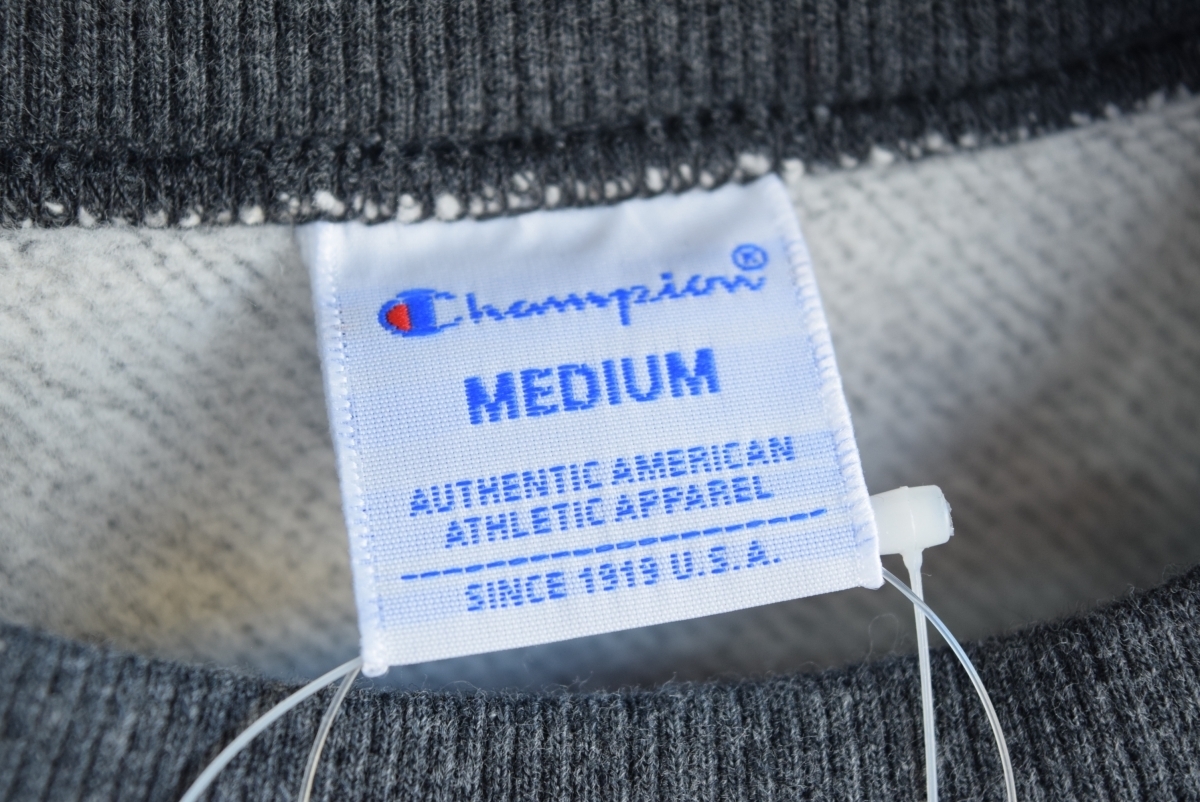 Champion®
MEDIUM
AUTHENTIC AMERICAN
ATHLETIC APPAREL
SINCE 1919 U.S.A.